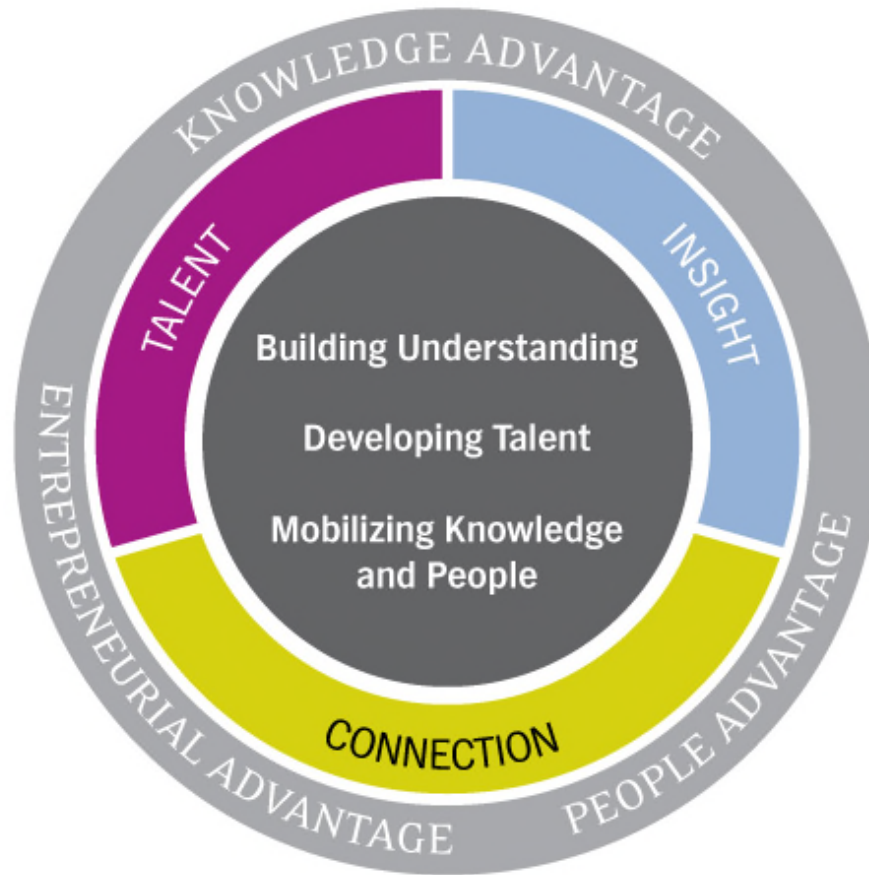 KNOWLEDGE ADVANTAGE
TALENT
INSIGHT
Building Understanding
Developing Talent
Mobilizing Knowledge
and People
CONNECTION
ENTREPRENEURIAL ADVANTAGE
PEOPLE ADVANTAGE